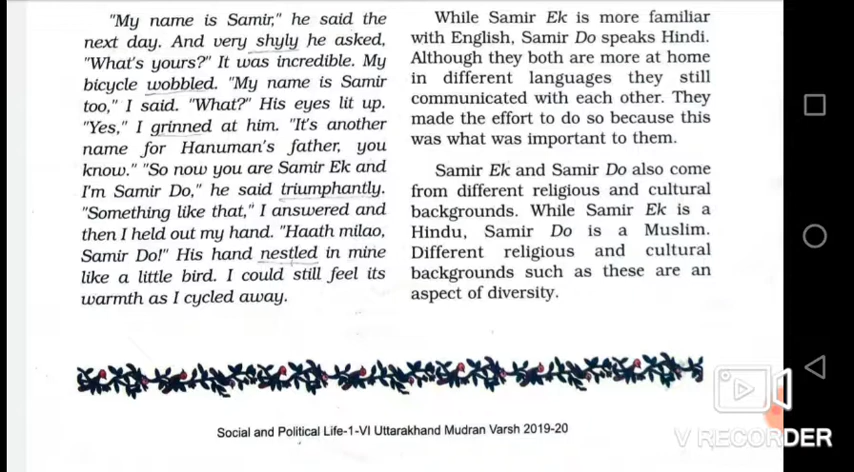 "My name is Samir," he said the
next day. And very shyly he asked,
"What's yours?" It was incredible. My
bicycle wobbled. "My name is Samir
too," I said. "What?" His eyes lit up.
"Yes," I grinned at him. "It's another
name for Hanuman's father, you
know." "So now you are Samir Ek and
I'm Samir Do," he said triumphantly.
"Something like that," I answered and
then I held out my hand. "Haath milao,
Samir Do!" His hand nestled in mine
like a little bird. I could still feel its
warmth as I cycled away.
While Samir Ek is more familiar
with English, Samir Do speaks Hindi.
Although they both are more at home
in different languages they still
communicated with each other. They
made the effort to do so because this
was what was important to them.
Samir Ek and Samir Do also come
from different religious and cultural
backgrounds. While Samir Ek is a
Hindu, Samir Do is a Muslim.
Different religious and cultural
backgrounds such as these are an
aspect of diversity.
Social and Political Life-1-VI Uttarakhand Mudran Varsh 2019-20
V RECORDER